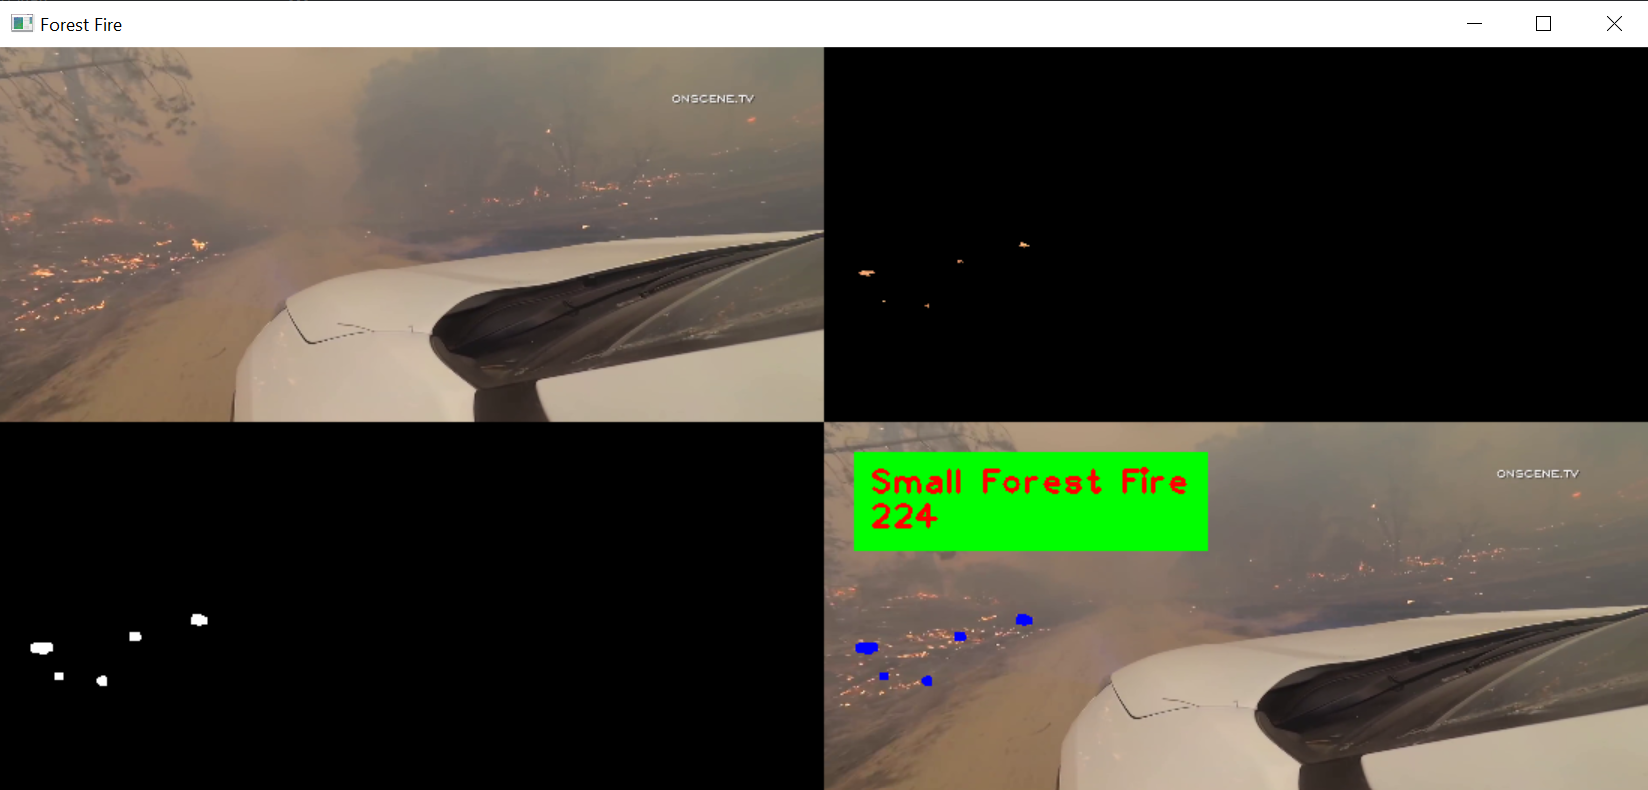 Forest Fire
ONSCENE.TV
Small Forest Fire
224
ONSCENE.TV